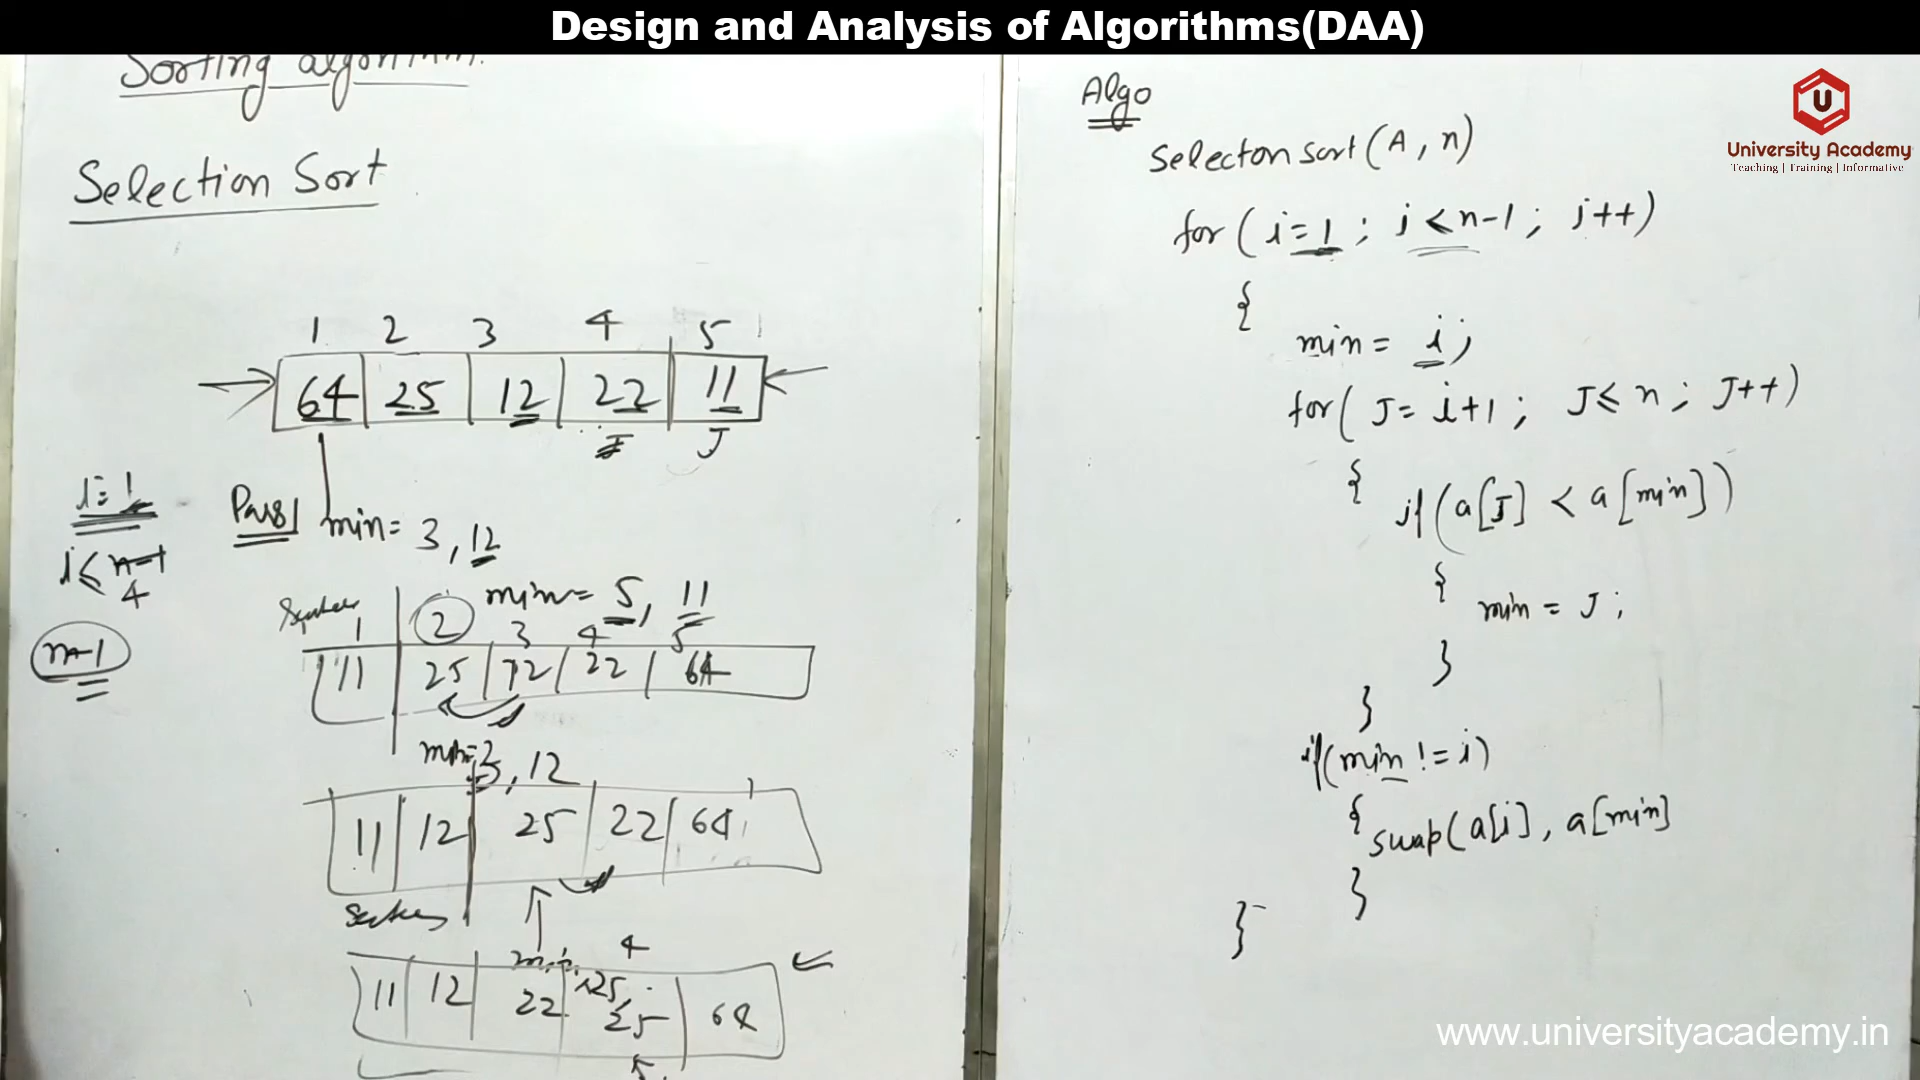 Design and Analysis of Algorithms(DAA)
Sorting algorithm.
Selection Sort
1 2 3 4 5
64 25 12 22 11
J J
i=1
Pass1 min= 3, 12
i≤ n-1
4
n-1
min= 5, 11
1 2 3 4 5
11 25 12 22 64
min=3, 12
11 12 25 22 64
min
4
11 12 22 25 64
25
Algo
Selecton sort (A, n)
for ( i=1 ; i ≤ n-1 ; i++)
{
min = i;
for( J= i+1 ; J≤ n ; J++)
{ if (a[J] < a [min])
{
min = J ;
}
}
if(min != i)
{ swap(a[i], a[min]
}
}
U
University Academy
Teaching | Training | Informative
www.universityacademy.in